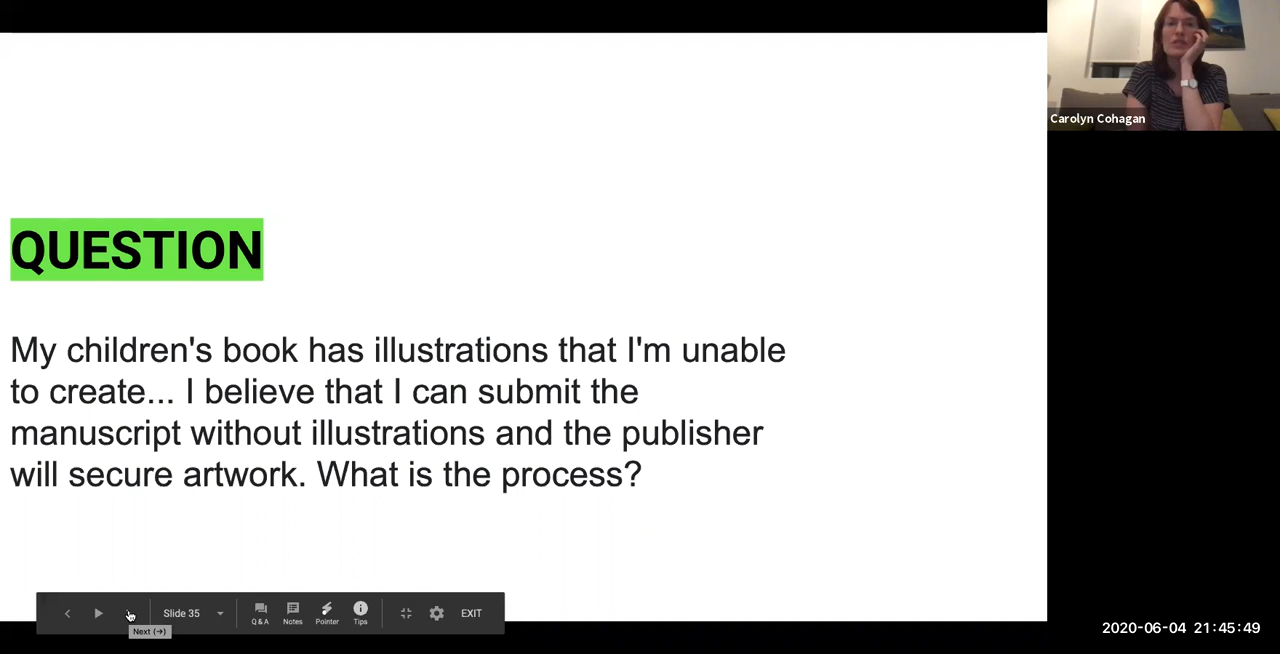 Carolyn Cohagan
QUESTION
My children's book has illustrations that I'm unable
to create... I believe that I can submit the
manuscript without illustrations and the publisher
will secure artwork. What is the process?
Slide 35
Q & A
Notes
Pointer
Tips
EXIT
Next (→)
2020-06-04 21:45:49